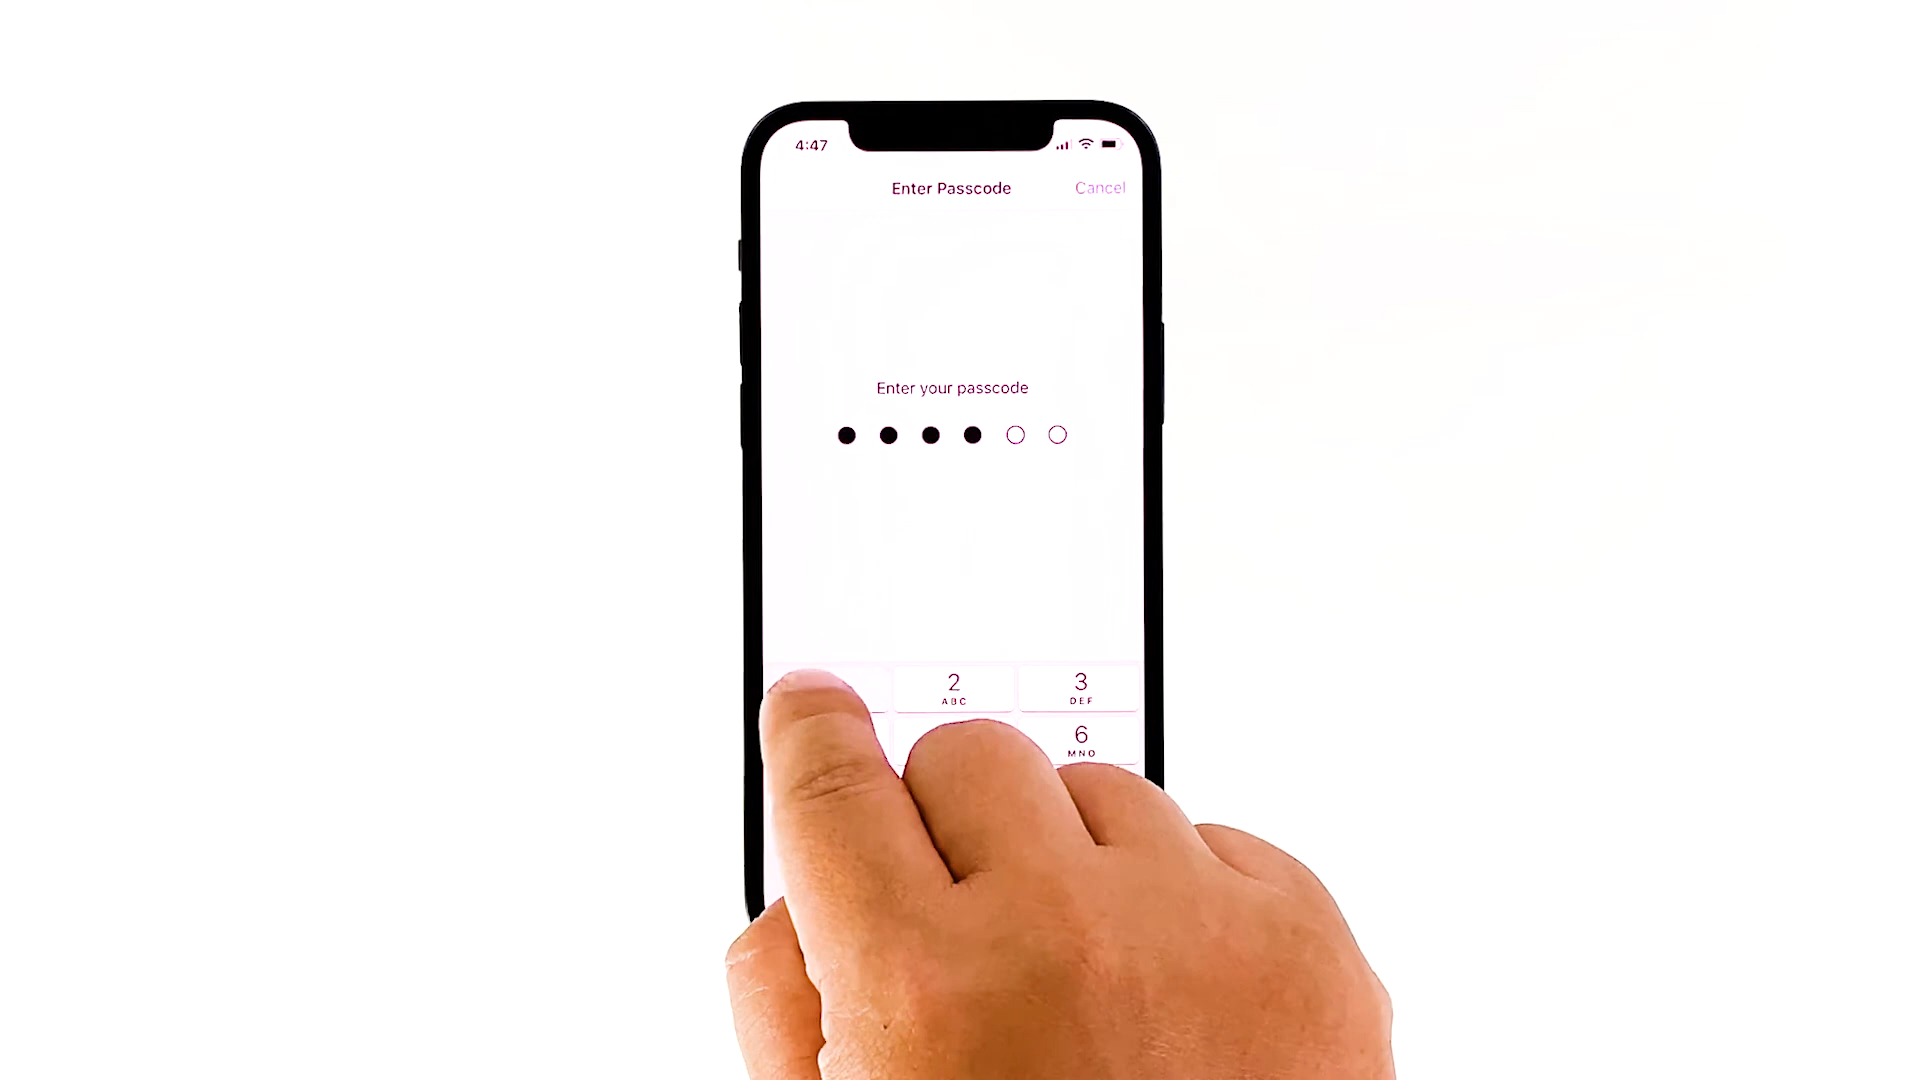 4:47
Enter Passcode Cancel
Enter your passcode
2 3
ABC DEF
6
MNO